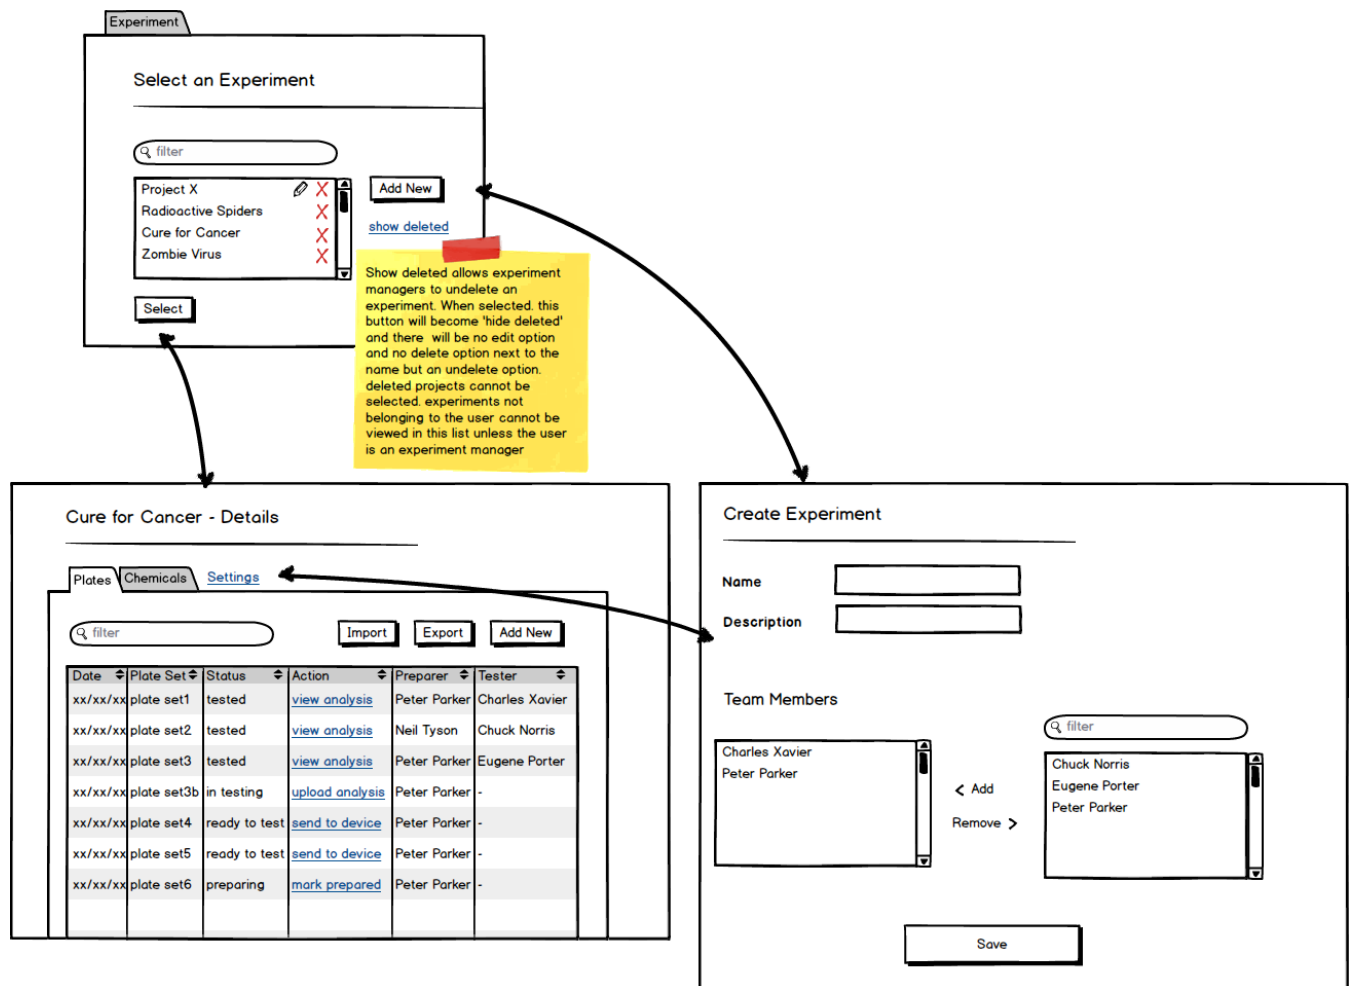 Experiment
Select an Experiment
filter
Project X
Radioactive Spiders
Cure for Cancer
Zombie Virus
Add New
show deleted
Select
Show deleted allows experiment
managers to undelete an
experiment. When selected. this
button will become 'hide deleted'
and there will be no edit option
and no delete option next to the
name but an undelete option.
deleted projects cannot be
selected. experiments not
belonging to the user cannot be
viewed in this list unless the user
is an experiment manager
Cure for Cancer - Details
Plates Chemicals Settings
filter
Import Export Add New
Date Plate Set Status Action Preparer Tester
xx/xx/xx plate set1 tested view analysis Peter Parker Charles Xavier
xx/xx/xx plate set2 tested view analysis Neil Tyson Chuck Norris
xx/xx/xx plate set3 tested view analysis Peter Parker Eugene Porter
xx/xx/xx plate set3b in testing upload analysis Peter Parker -
xx/xx/xx plate set4 ready to test send to device Peter Parker -
xx/xx/xx plate set5 ready to test send to device Peter Parker -
xx/xx/xx plate set6 preparing mark prepared Peter Parker -
Create Experiment
Name
Description
Team Members
Charles Xavier
Peter Parker
< Add
Remove >
filter
Chuck Norris
Eugene Porter
Peter Parker
Save